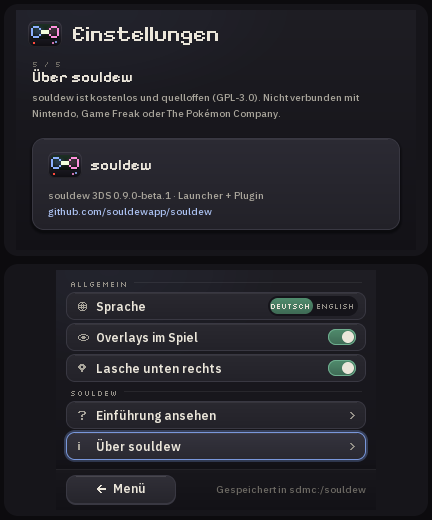 Einstellungen
5 / 5
Über souldew
souldew ist kostenlos und quelloffen (GPL-3.0). Nicht verbunden mit
Nintendo, Game Freak oder The Pokémon Company.
souldew
souldew 3DS 0.9.0-beta.1 · Launcher + Plugin
github.com/souldewapp/souldew
ALLGEMEIN
Sprache DEUTSCH ENGLISH
Overlays im Spiel
Lasche unten rechts
SOULDEW
? Einführung ansehen >
i Über souldew >
← Menü Gespeichert in sdmc:/souldew